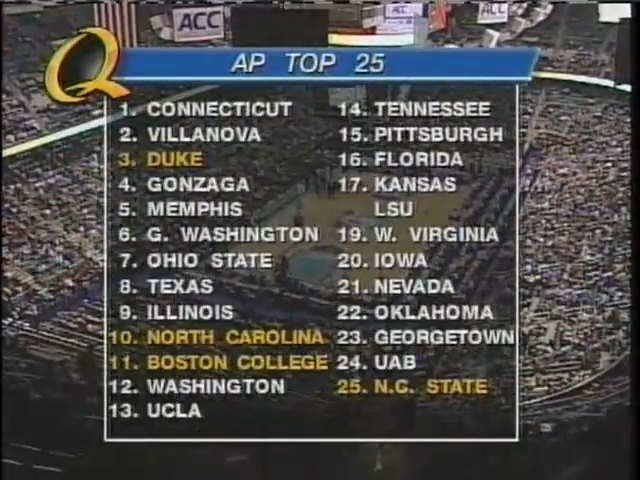 ACC
ACC
ACC
Q
AP TOP 25
1. CONNECTICUT
2. VILLANOVA
3. DUKE
4. GONZAGA
5. MEMPHIS
6. G. WASHINGTON
7. OHIO STATE
8. TEXAS
9. ILLINOIS
10. NORTH CAROLINA
11. BOSTON COLLEGE
12. WASHINGTON
13. UCLA
14. TENNESSEE
15. PITTSBURGH
16. FLORIDA
17. KANSAS
LSU
19. W. VIRGINIA
20. IOWA
21. NEVADA
22. OKLAHOMA
23. GEORGETOWN
24. UAB
25. N.C. STATE